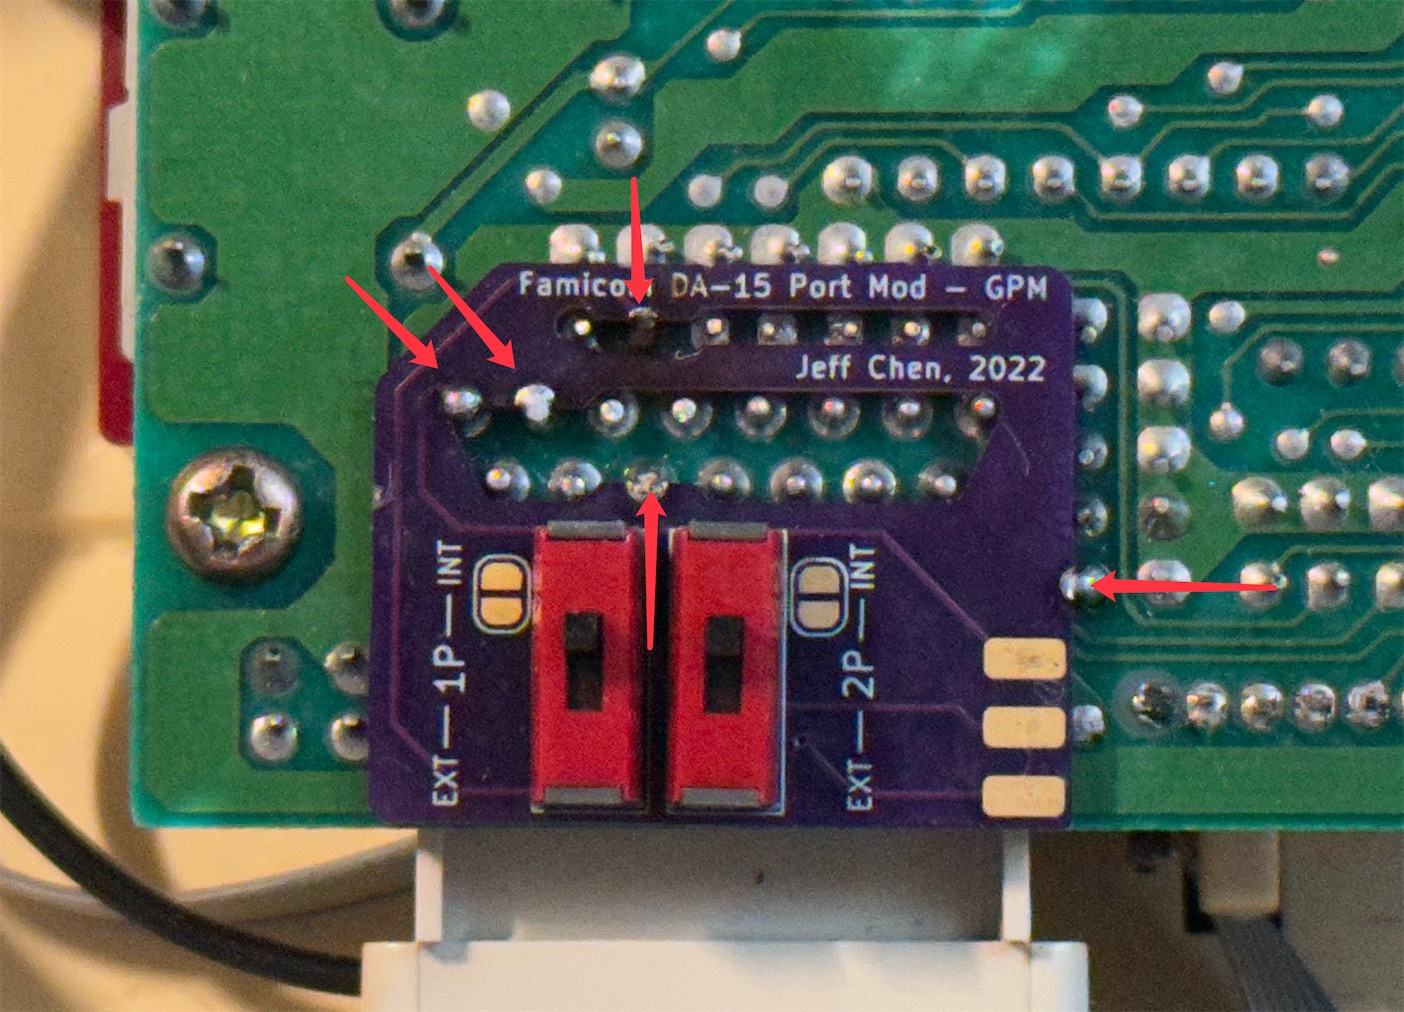 Famicom DA-15 Port Mod - GPM
Jeff Chen, 2022
EXT—1P—INT
EXT—2P—INT